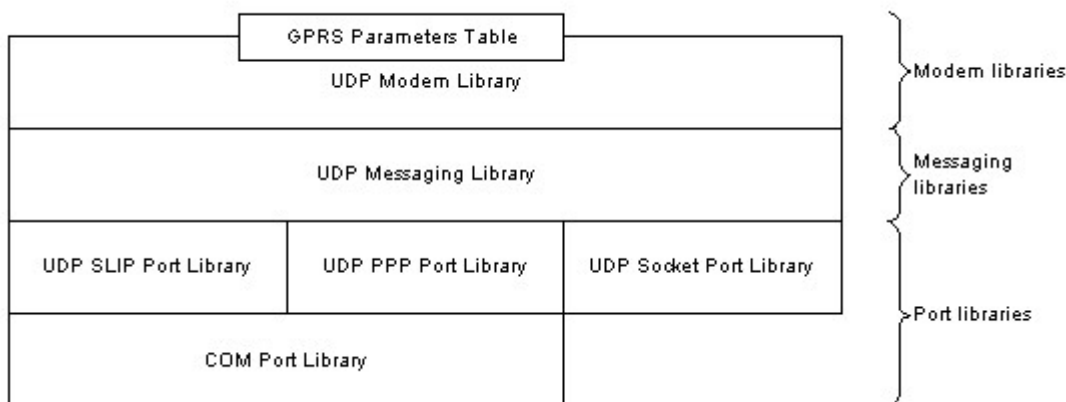 GPRS Parameters Table
UDP Modem Library
Modem libraries
UDP Messaging Library
Messaging
libraries
UDP SLIP Port Library
UDP PPP Port Library
UDP Socket Port Library
Port libraries
COM Port Library